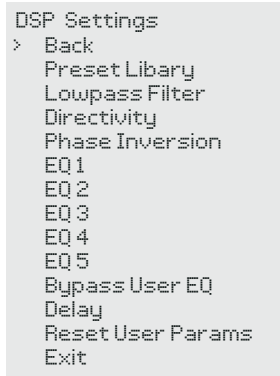 DSP Settings
> Back
Preset Libary
Lowpass Filter
Directivity
Phase Inversion
EQ 1
EQ 2
EQ 3
EQ 4
EQ 5
Bypass User EQ
Delay
Reset User Params
Exit